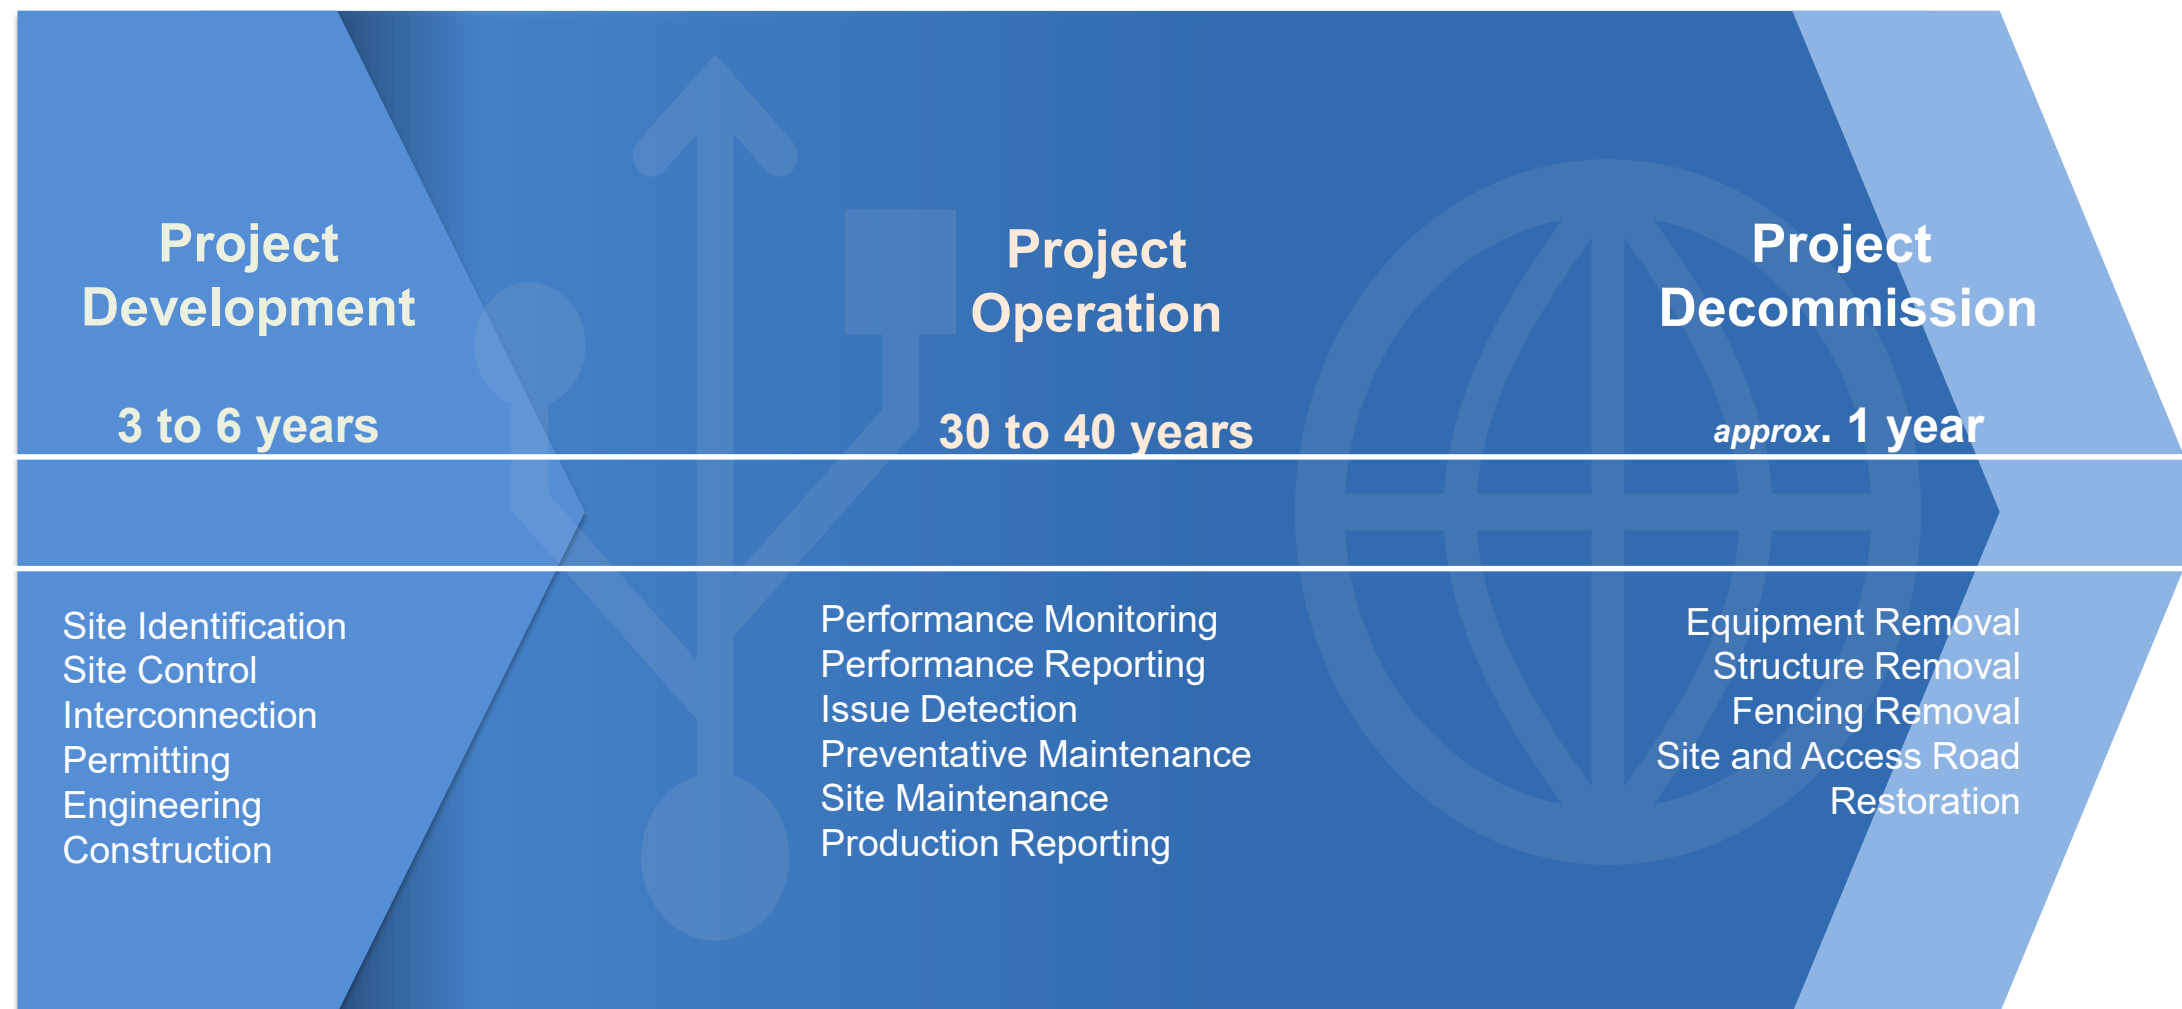 Project
Development
3 to 6 years
Site Identification
Site Control
Interconnection
Permitting
Engineering
Construction
Project
Operation
30 to 40 years
Performance Monitoring
Performance Reporting
Issue Detection
Preventative Maintenance
Site Maintenance
Production Reporting
Project
Decommission
approx. 1 year
Equipment Removal
Structure Removal
Fencing Removal
Site and Access Road
Restoration